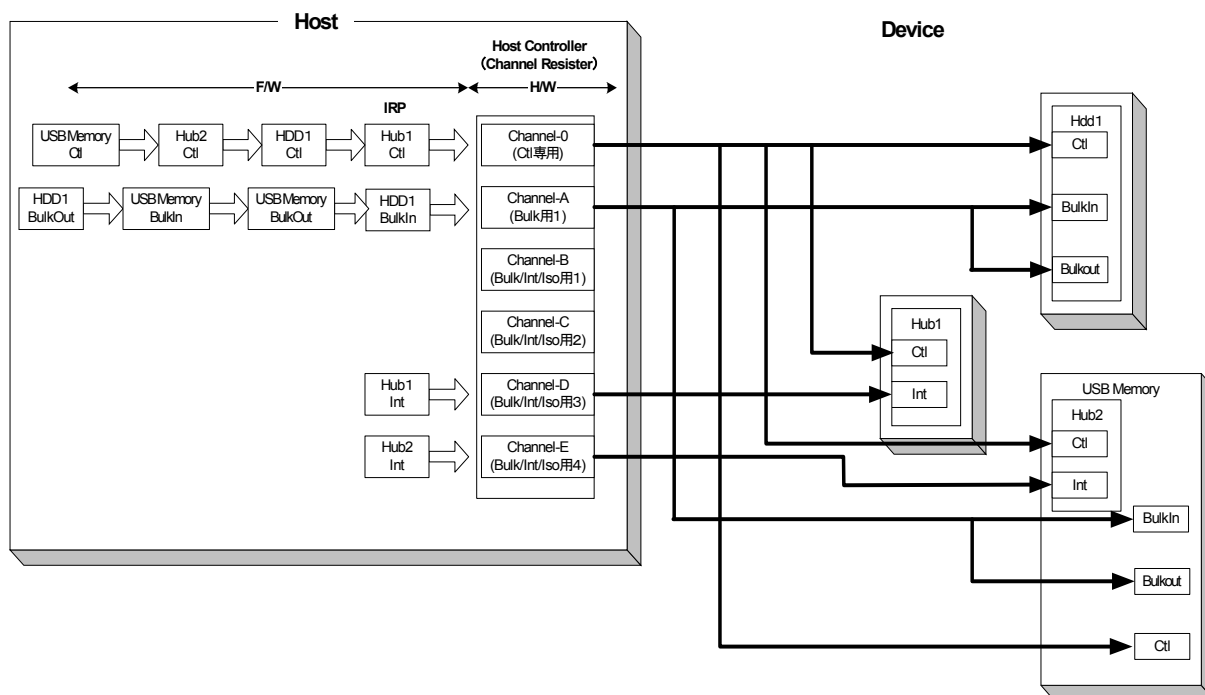 Host
Device
Host Controller
(Channel Resister)
F/W
H/W
IRP
USB Memory
Ctl
Hub2
Ctl
HDD1
Ctl
Hub1
Ctl
Channel-0
(Ctl専用)
HDD1
BulkOut
USB Memory
BulkIn
USB Memory
BulkOut
HDD1
BulkIn
Channel-A
(Bulk用1)
Channel-B
(Bulk/Int/Iso用1)
Channel-C
(Bulk/Int/Iso用2)
Hub1
Int
Channel-D
(Bulk/Int/Iso用3)
Hub2
Int
Channel-E
(Bulk/Int/Iso用4)
Hdd1
Ctl
BulkIn
Bulkout
Hub1
Ctl
Int
USB Memory
Hub2
Ctl
Int
BulkIn
Bulkout
Ctl